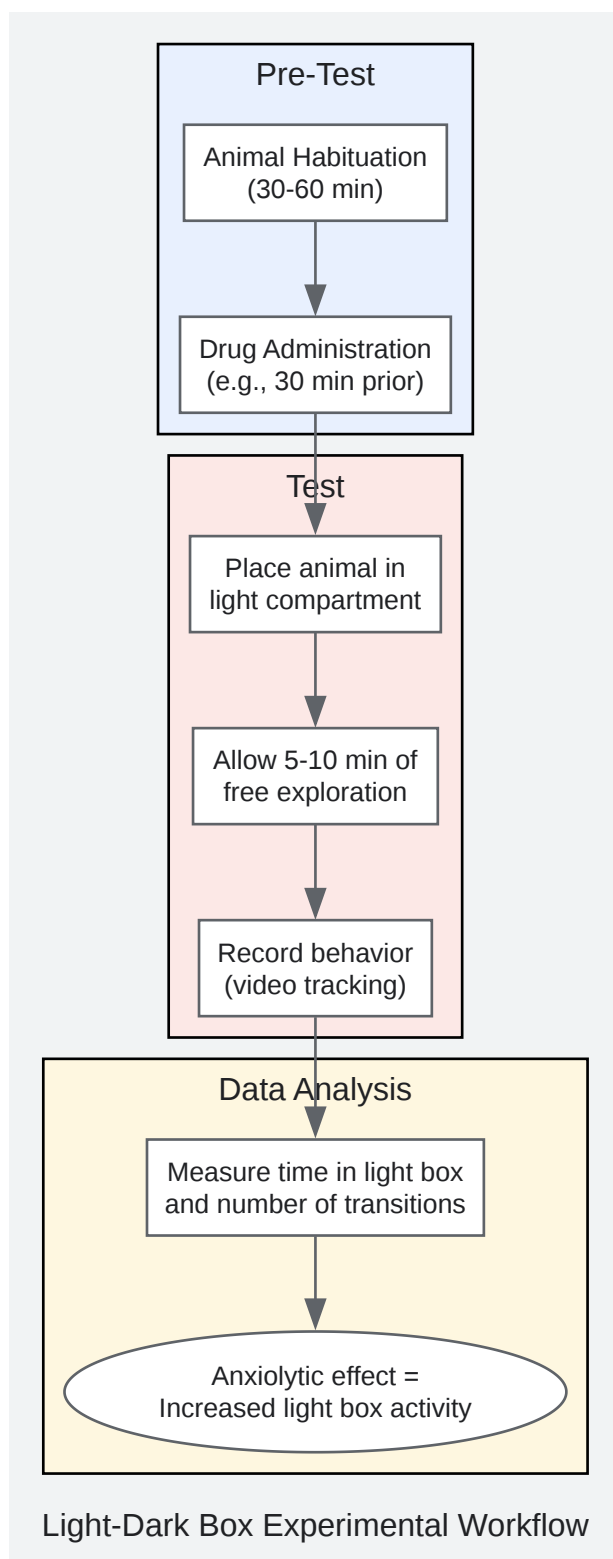 Pre-Test
Animal Habituation
(30-60 min)
Drug Administration
(e.g., 30 min prior)
Test
Place animal in
light compartment
Allow 5-10 min of
free exploration
Record behavior
(video tracking)
Data Analysis
Measure time in light box
and number of transitions
Anxiolytic effect =
Increased light box activity
Light-Dark Box Experimental Workflow